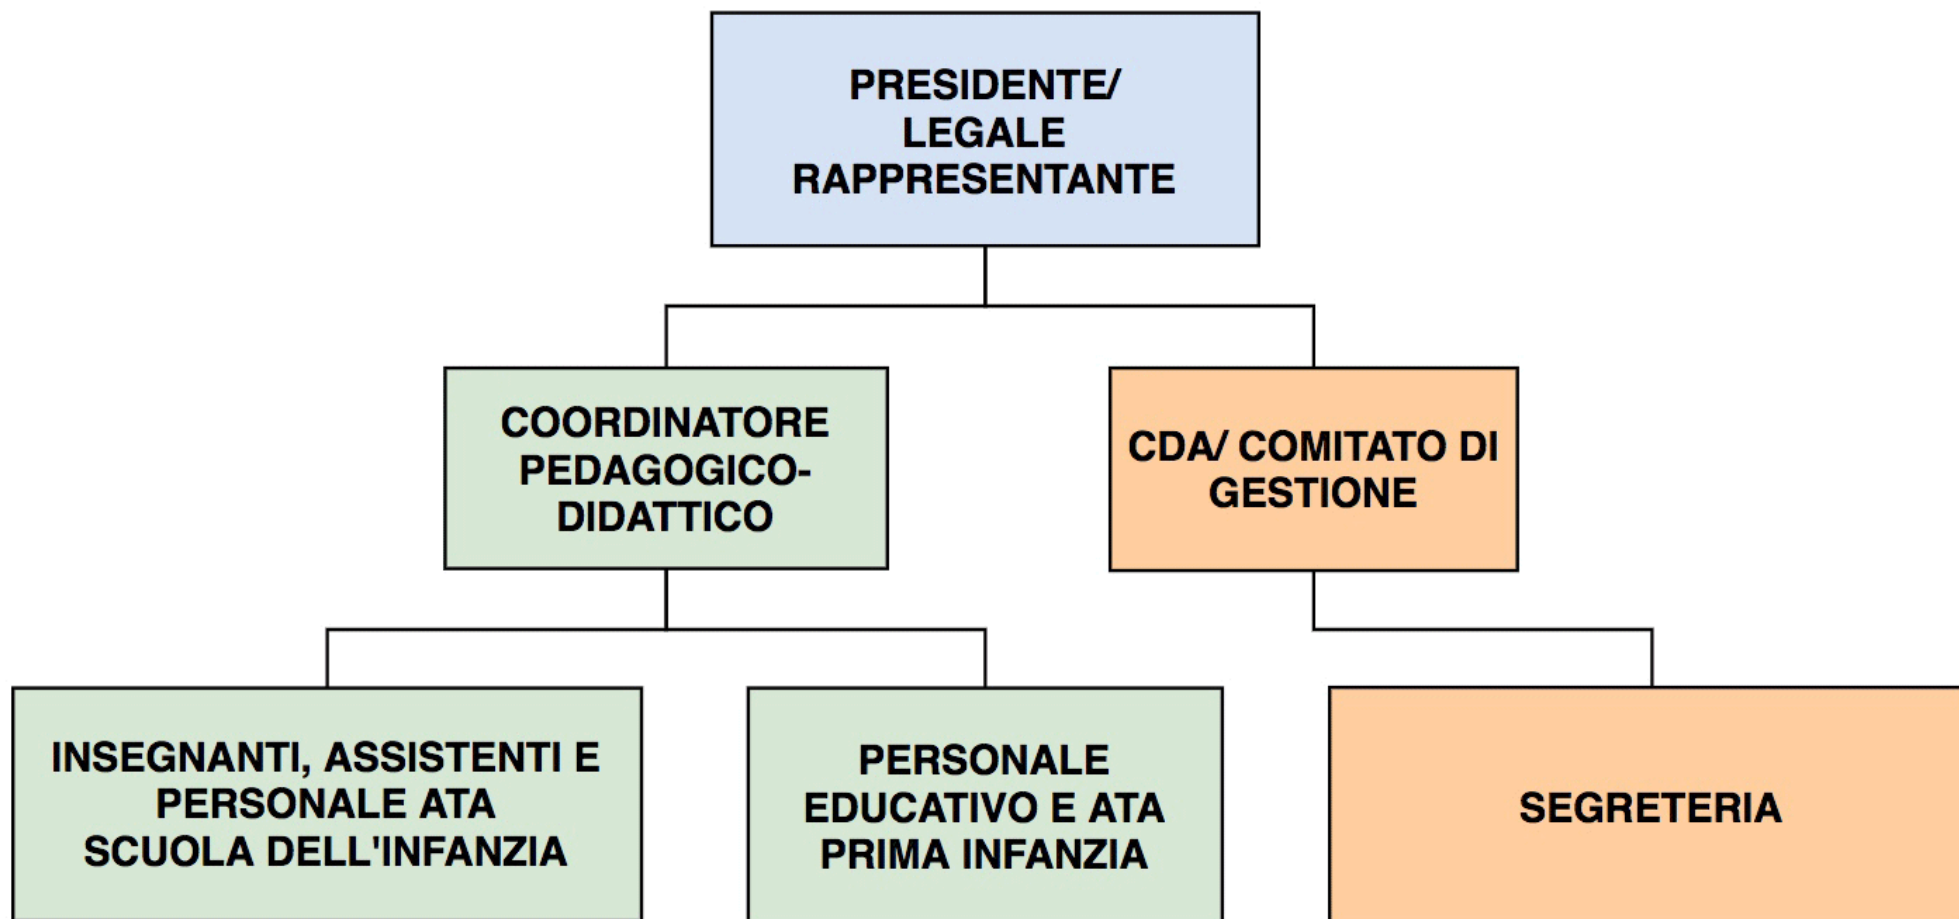 PRESIDENTE/
LEGALE
RAPPRESENTANTE
COORDINATORE
PEDAGOGICO-
DIDATTICO
CDA/ COMITATO DI
GESTIONE
INSEGNANTI, ASSISTENTI E
PERSONALE ATA
SCUOLA DELL'INFANZIA
PERSONALE
EDUCATIVO E ATA
PRIMA INFANZIA
SEGRETERIA